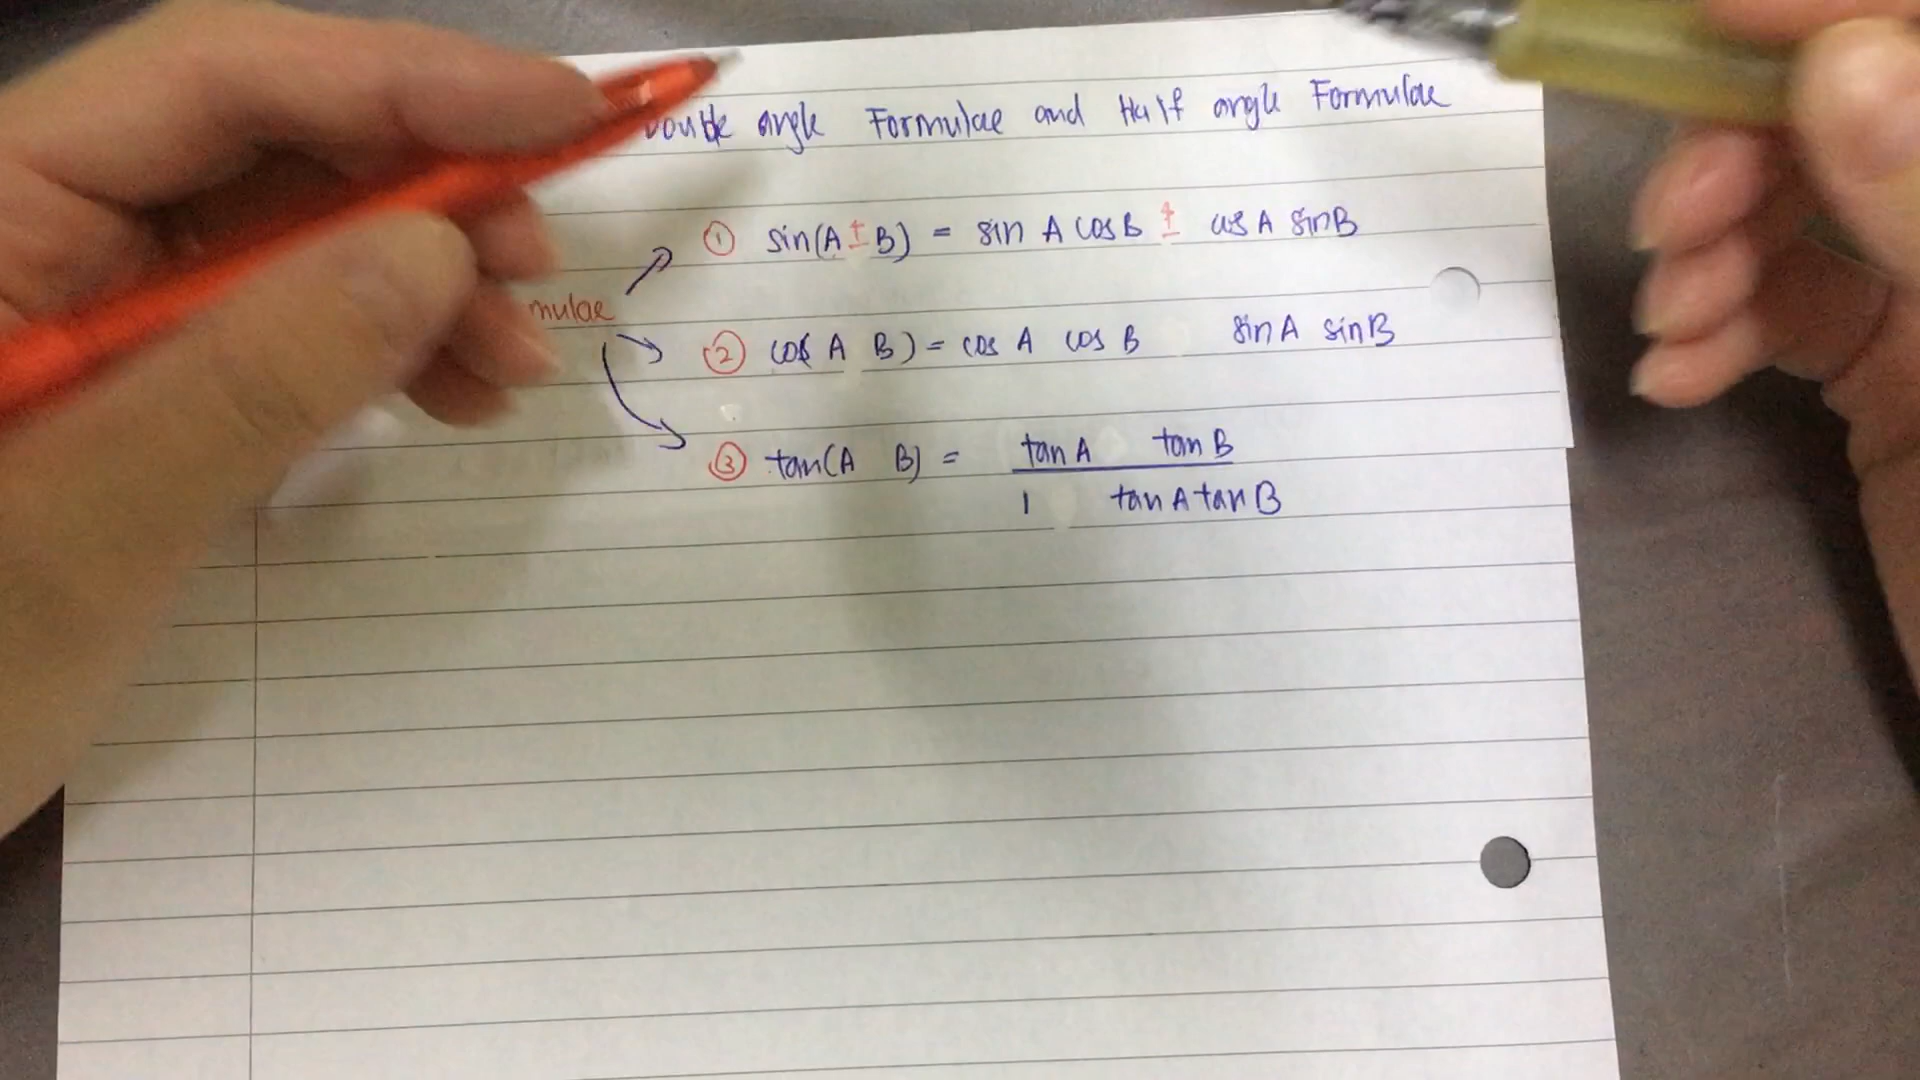 Double angle Formulae and Half angle Formulae
① sin(A ± B) = sin A cos B ± cos A sin B
mulae
② cos( A B) = cos A cos B sin A sin B
③ tan(A B) = tan A tan B
1 tan A tan B